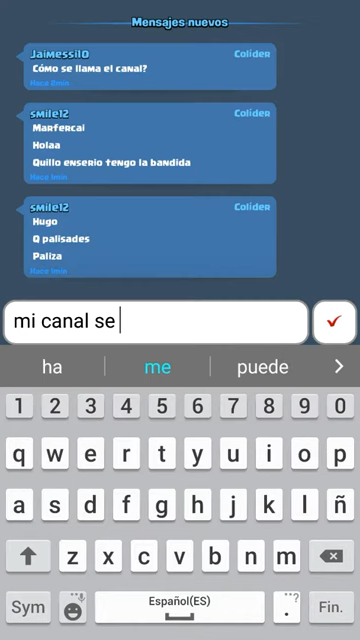 Mensajes nuevos
Jaimessi10 Colíder
Cómo se llama el canal?
Hace 2min
smile12 Colíder
Marfercai
Holaa
Quillo enserio tengo la bandida
Hace 1min
smile12 Colíder
Hugo
Q palisades
Paliza
Hace 1min
mi canal se
ha me puede
1 2 3 4 5 6 7 8 9 0
q w e r t y u i o p
a s d f g h j k l ñ
z x c v b n m
Sym Español(ES) . Fin.